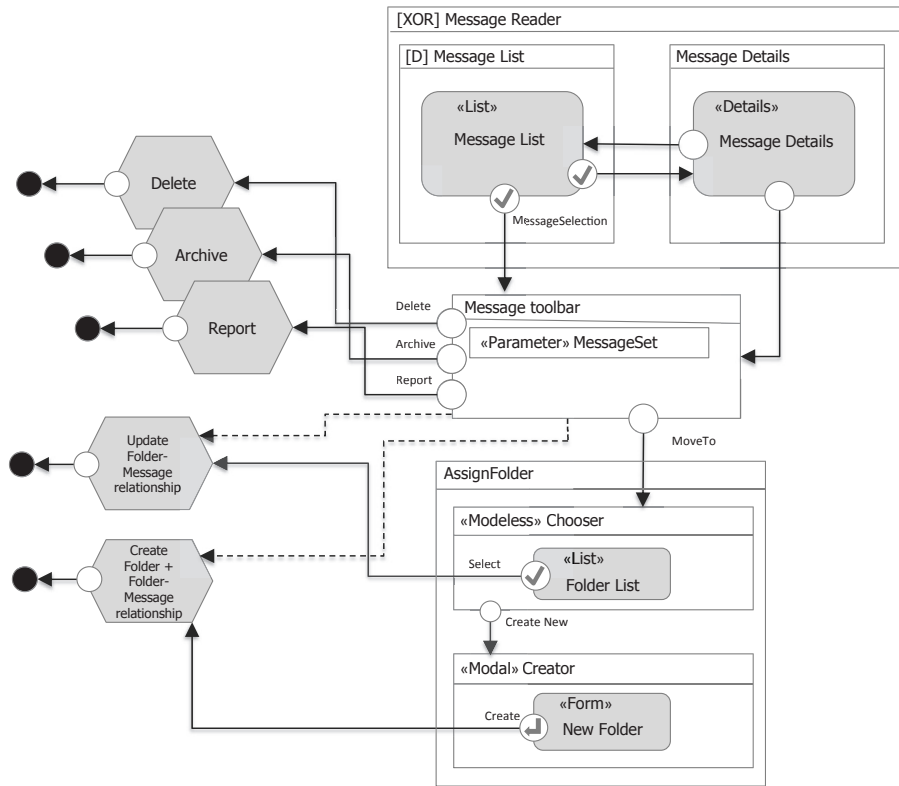 [XOR] Message Reader
[D] Message List
Message Details
«List»
Message List
«Details»
Message Details
MessageSelection
Delete
Archive
Report
Message toolbar
«Parameter» MessageSet
Delete
Archive
Report
MoveTo
Update
Folder-
Message
relationship
AssignFolder
«Modeless» Chooser
Select
«List»
Folder List
Create New
Create
Folder +
Folder-
Message
relationship
«Modal» Creator
Create
«Form»
New Folder